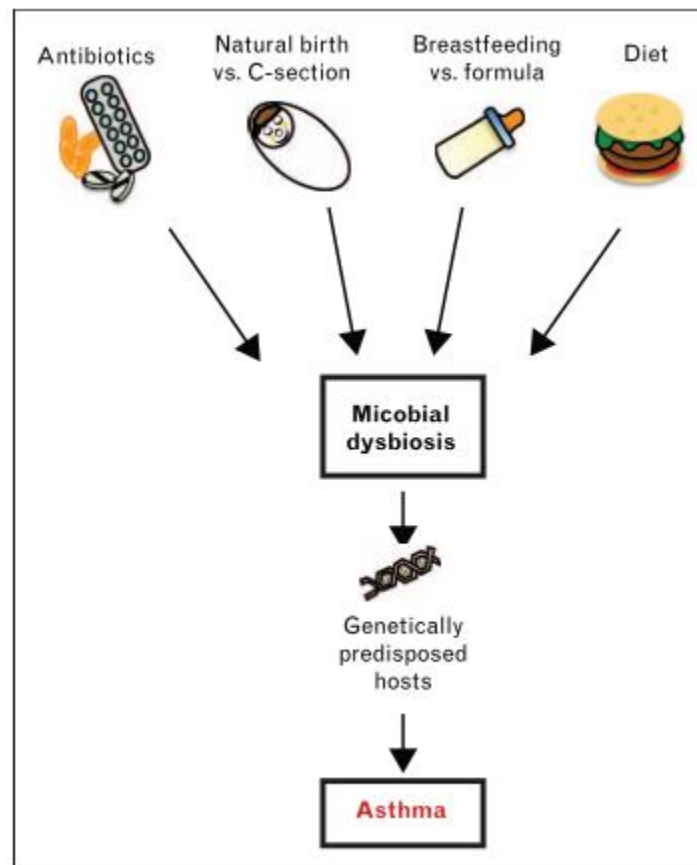 Antibiotics
Natural birth
vs. C-section
Breastfeeding
vs. formula
Diet
Micobial
dysbiosis
Genetically
predisposed
hosts
Asthma